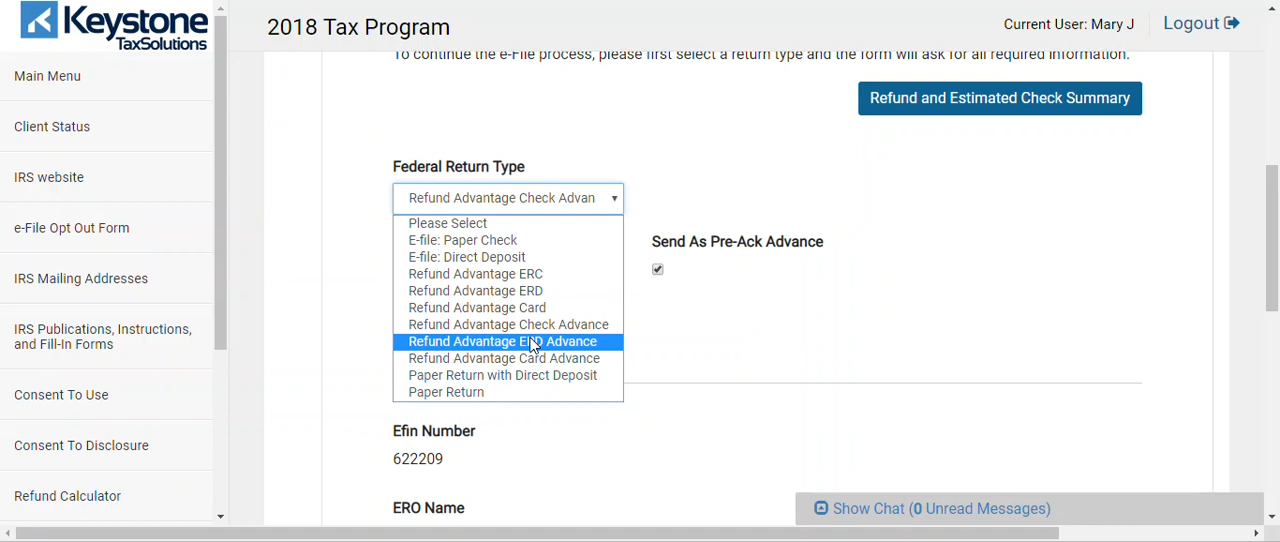 Keystone
TaxSolutions
2018 Tax Program
Current User: Mary J
Logout
Main Menu
Client Status
IRS website
e-File Opt Out Form
IRS Mailing Addresses
IRS Publications, Instructions,
and Fill-In Forms
Consent To Use
Consent To Disclosure
Refund Calculator
To continue the e-File process, please first select a return type and the form will ask for all required information.
Refund and Estimated Check Summary
Federal Return Type
Refund Advantage Check Advan
Please Select
E-file: Paper Check
E-file: Direct Deposit
Refund Advantage ERC
Refund Advantage ERD
Refund Advantage Card
Refund Advantage Check Advance
Refund Advantage ERD Advance
Refund Advantage Card Advance
Paper Return with Direct Deposit
Paper Return
Send As Pre-Ack Advance
Efin Number
622209
ERO Name
Show Chat (0 Unread Messages)